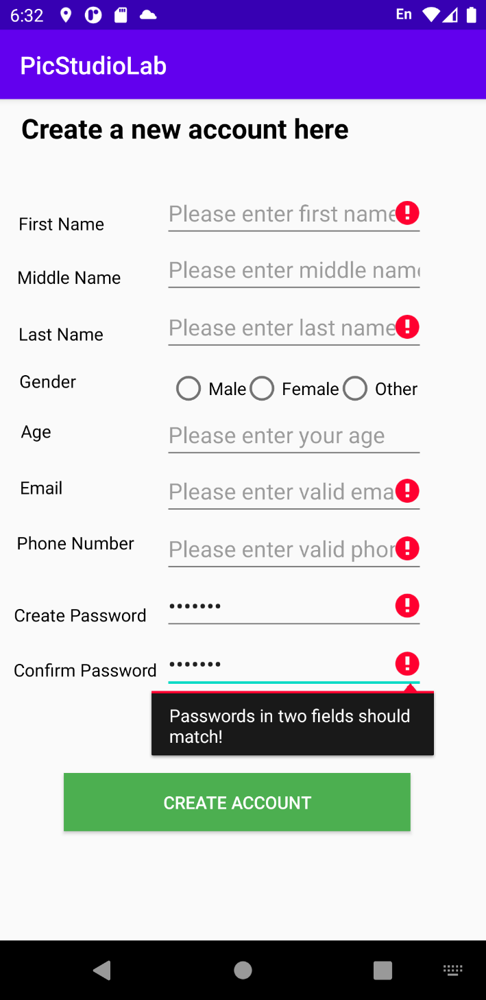 6:32 En
PicStudioLab
Create a new account here
First Name Please enter first name
Middle Name Please enter middle name
Last Name Please enter last name
Gender Male Female Other
Age Please enter your age
Email Please enter valid ema
Phone Number Please enter valid phor
Create Password •••••••
Confirm Password •••••••
Passwords in two fields should
match!
CREATE ACCOUNT